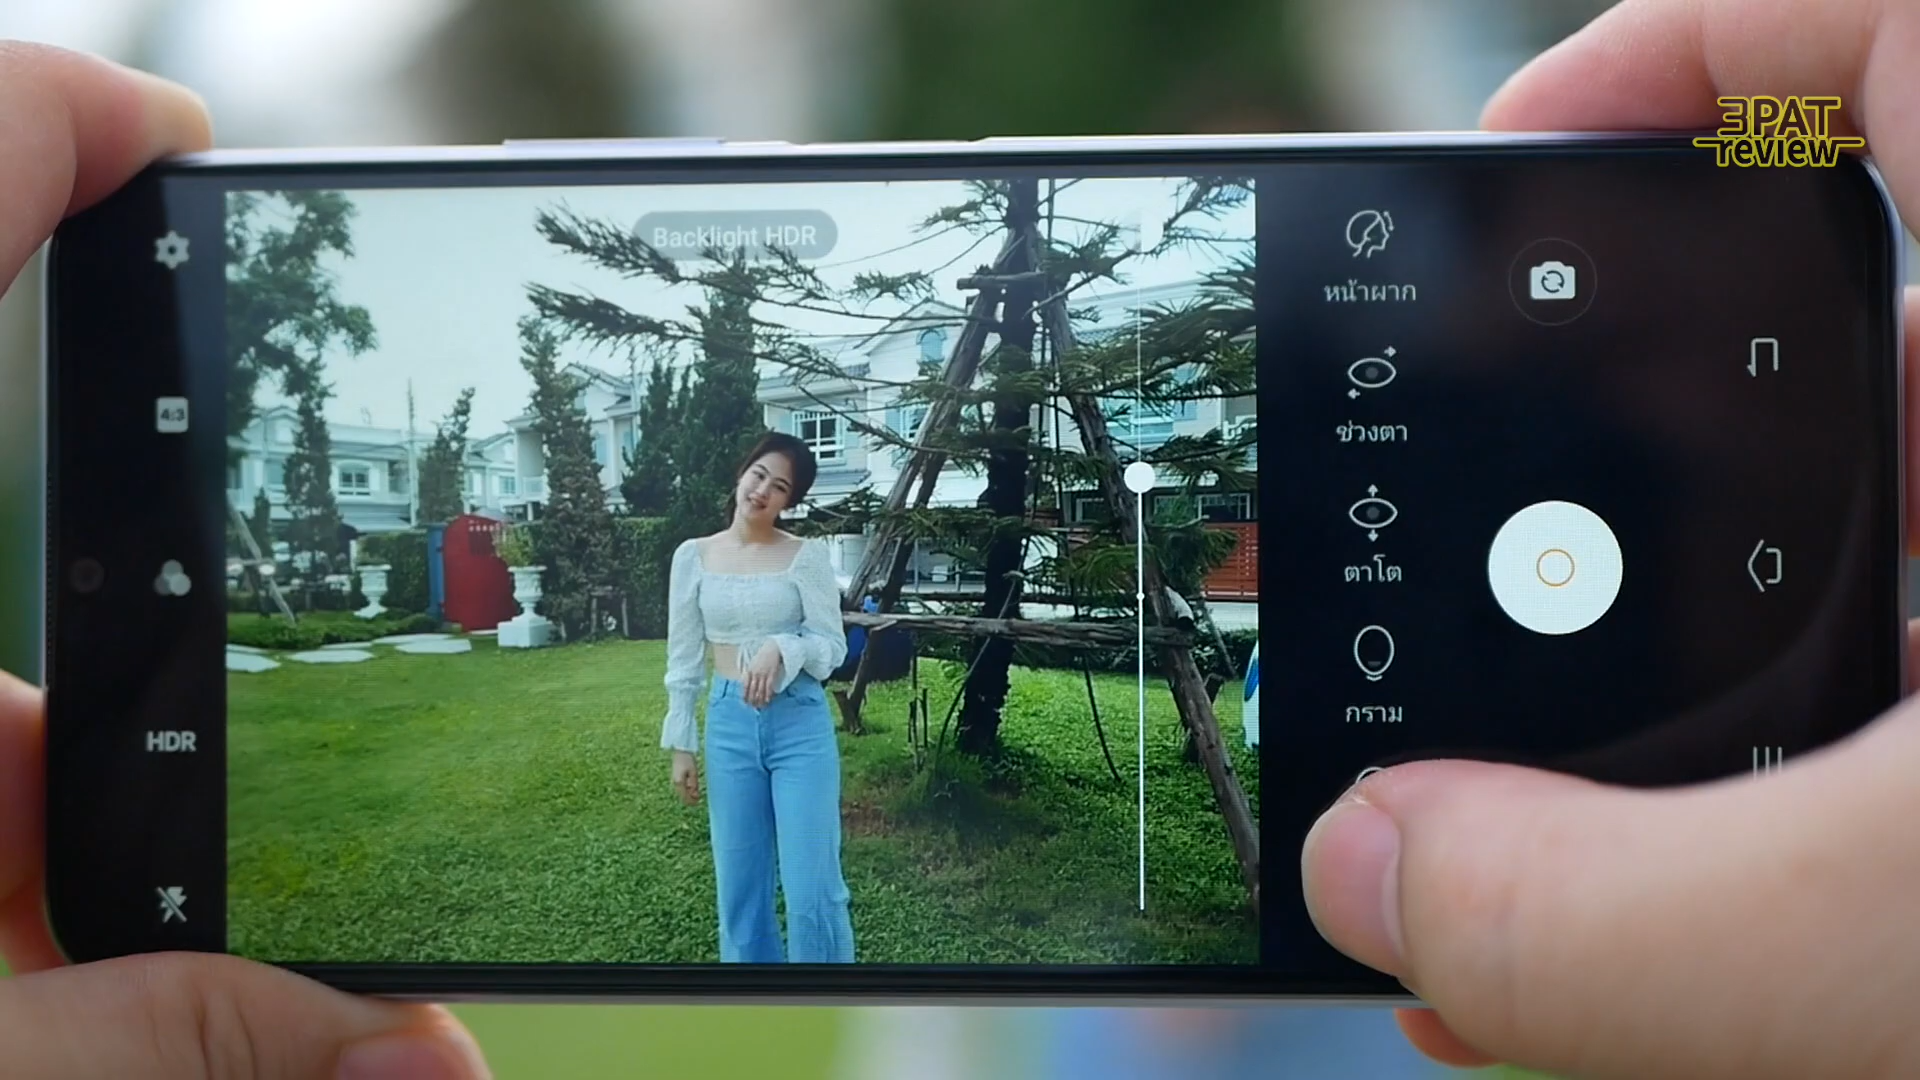 3PAT
review
Backlight HDR
4:3
HDR
หน้าผาก
ช่วงตา
ตาโต
กราม